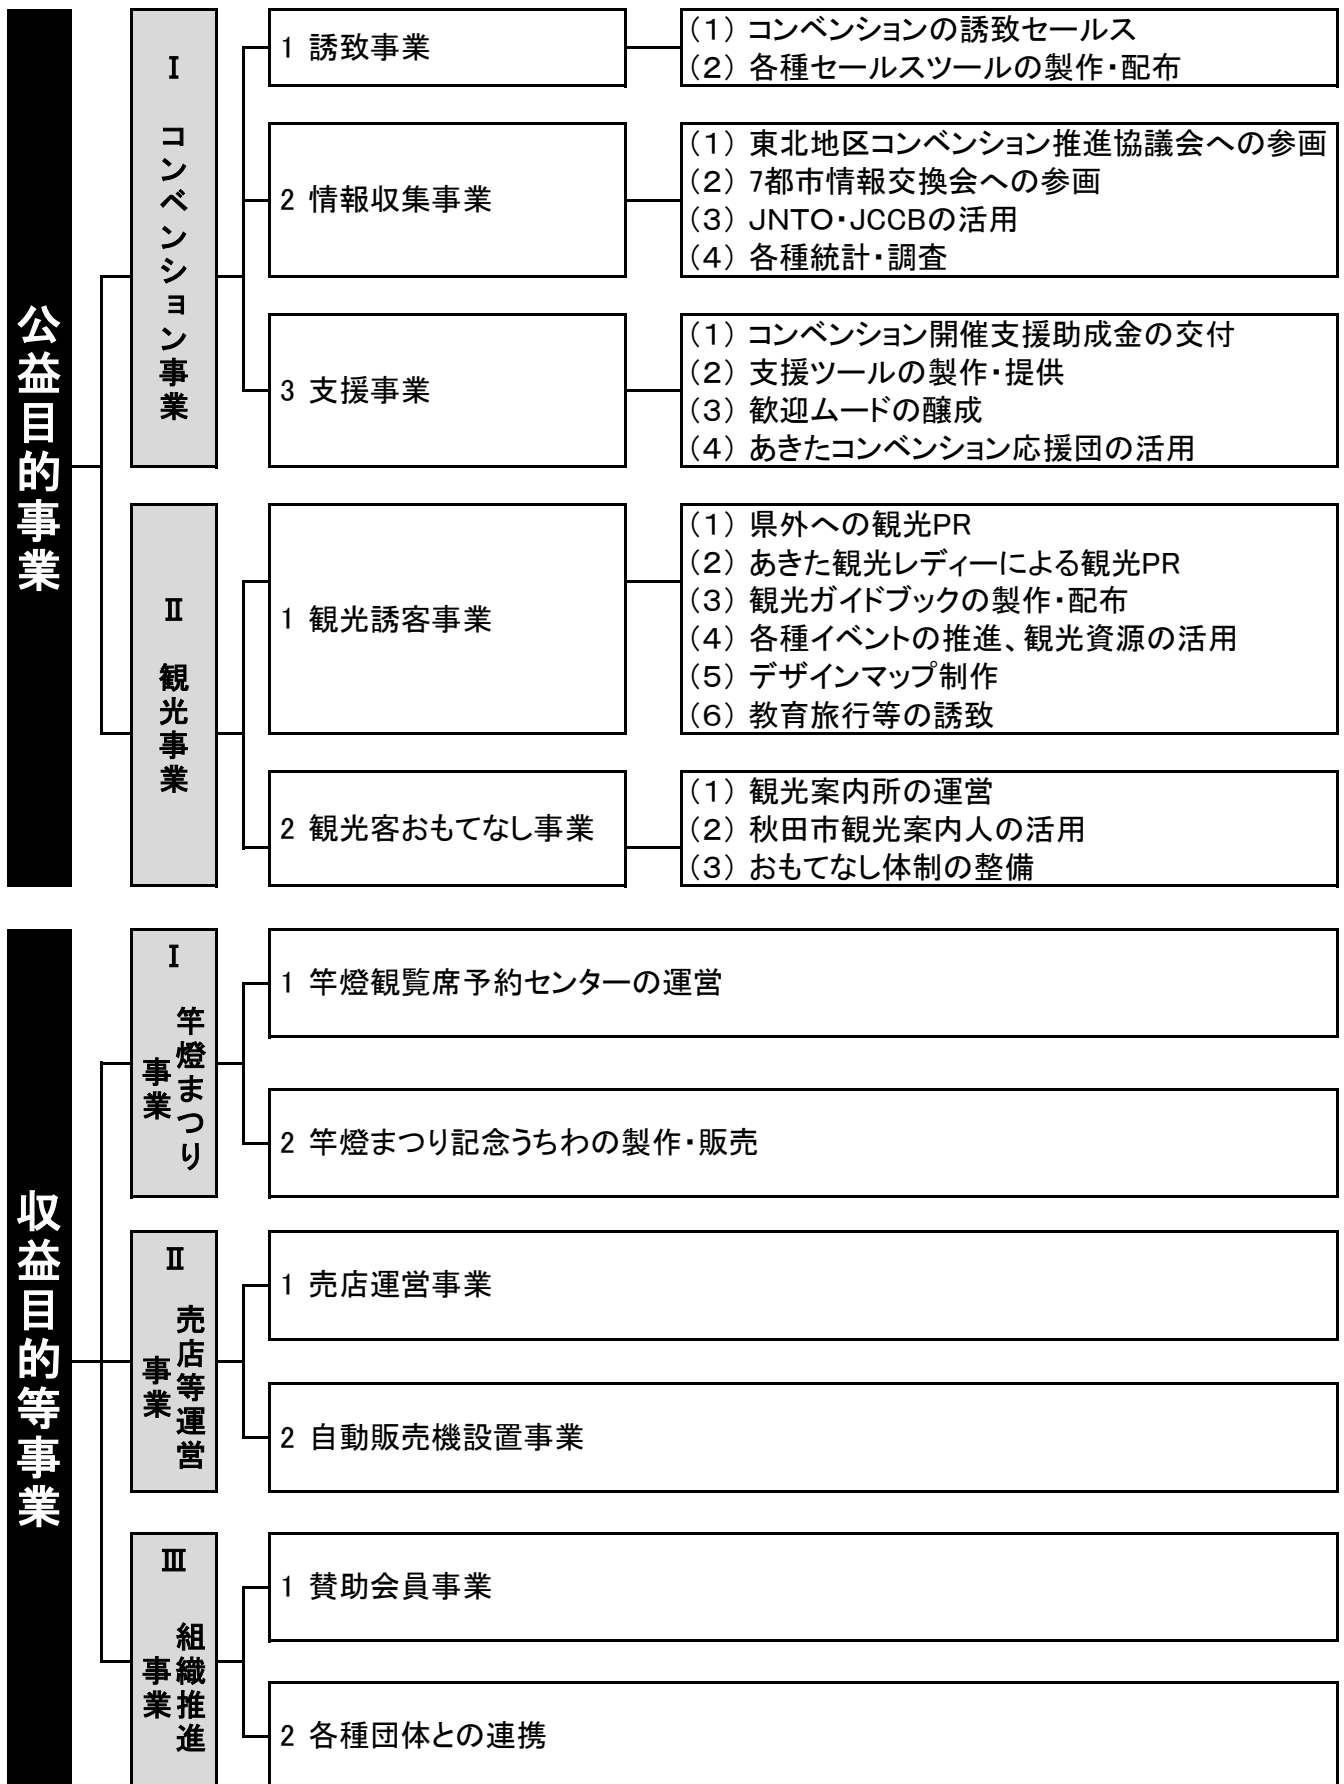 公益目的事業
Ⅰ コンベンション事業
1 誘致事業
(1) コンベンションの誘致セールス
(2) 各種セールスツールの製作・配布
2 情報収集事業
(1) 東北地区コンベンション推進協議会への参画
(2) 7都市情報交換会への参画
(3) JNTO・JCCBの活用
(4) 各種統計・調査
3 支援事業
(1) コンベンション開催支援助成金の交付
(2) 支援ツールの製作・提供
(3) 歓迎ムードの醸成
(4) あきたコンベンション応援団の活用
Ⅱ 観光事業
1 観光誘客事業
(1) 県外への観光PR
(2) あきた観光レディーによる観光PR
(3) 観光ガイドブックの製作・配布
(4) 各種イベントの推進、観光資源の活用
(5) デザインマップ制作
(6) 教育旅行等の誘致
2 観光客おもてなし事業
(1) 観光案内所の運営
(2) 秋田市観光案内人の活用
(3) おもてなし体制の整備
収益目的等事業
Ⅰ 竿燈まつり
事業
1 竿燈観覧席予約センターの運営
2 竿燈まつり記念うちわの製作・販売
Ⅱ 売店等運営
事業
1 売店運営事業
2 自動販売機設置事業
Ⅲ 組織推進
事業
1 賛助会員事業
2 各種団体との連携